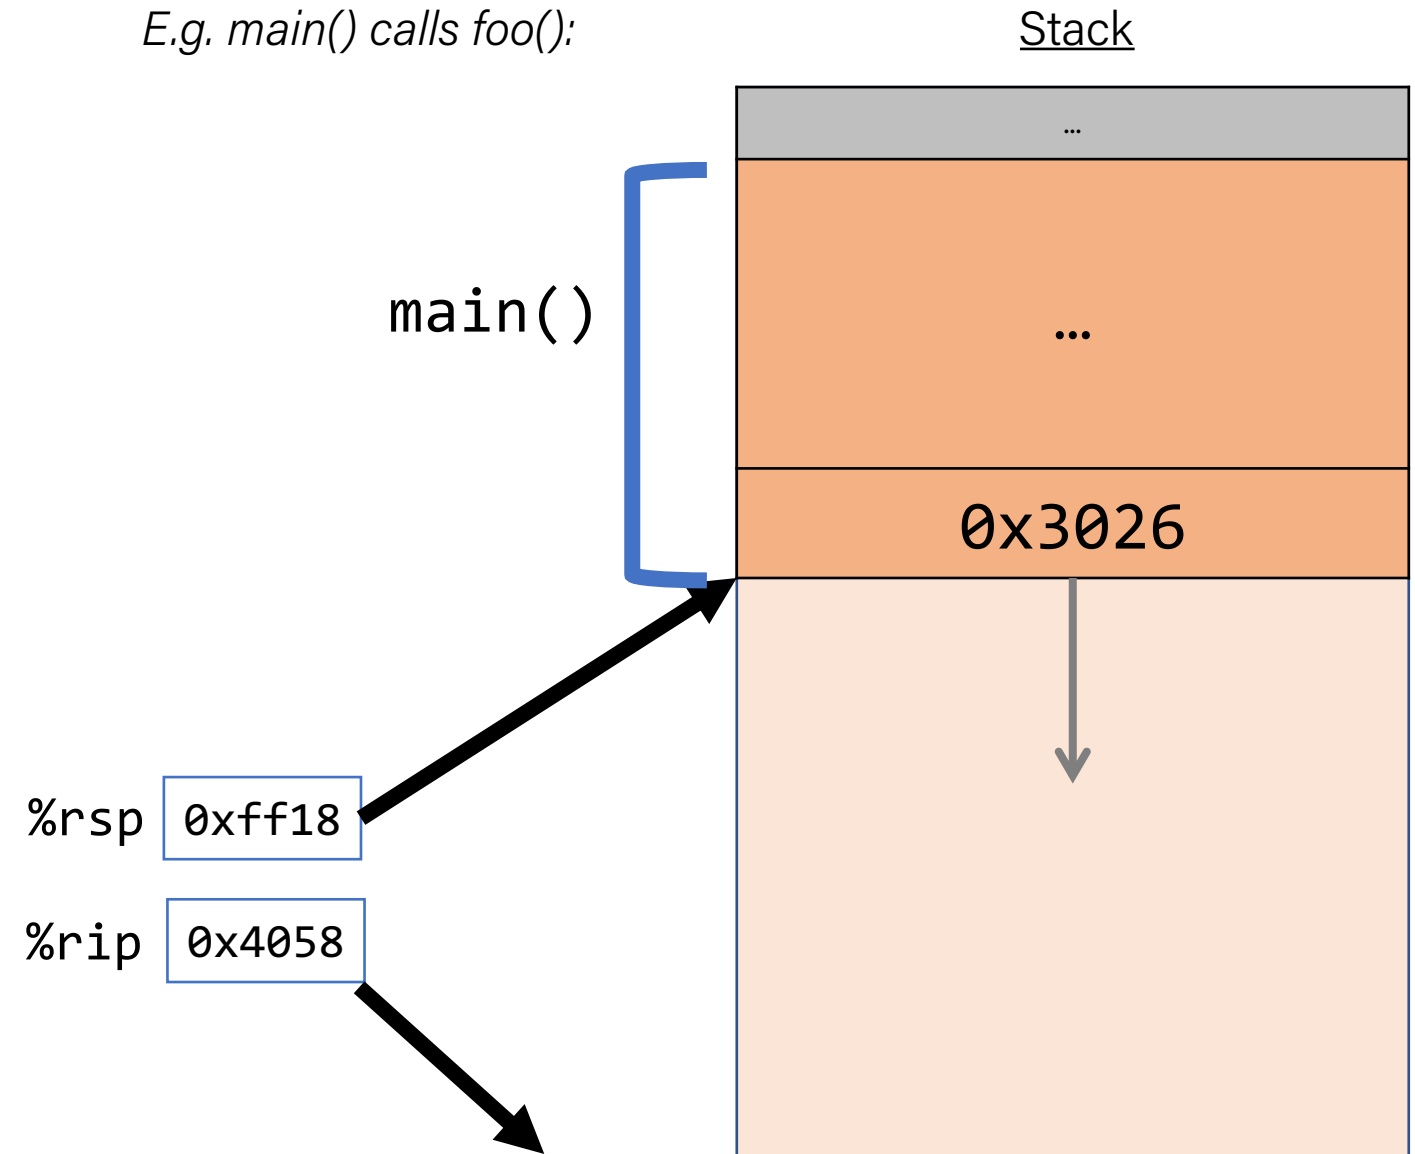 E.g. main() calls foo():
Stack
…
main()
…
0x3026
%rsp 0xff18
%rip 0x4058